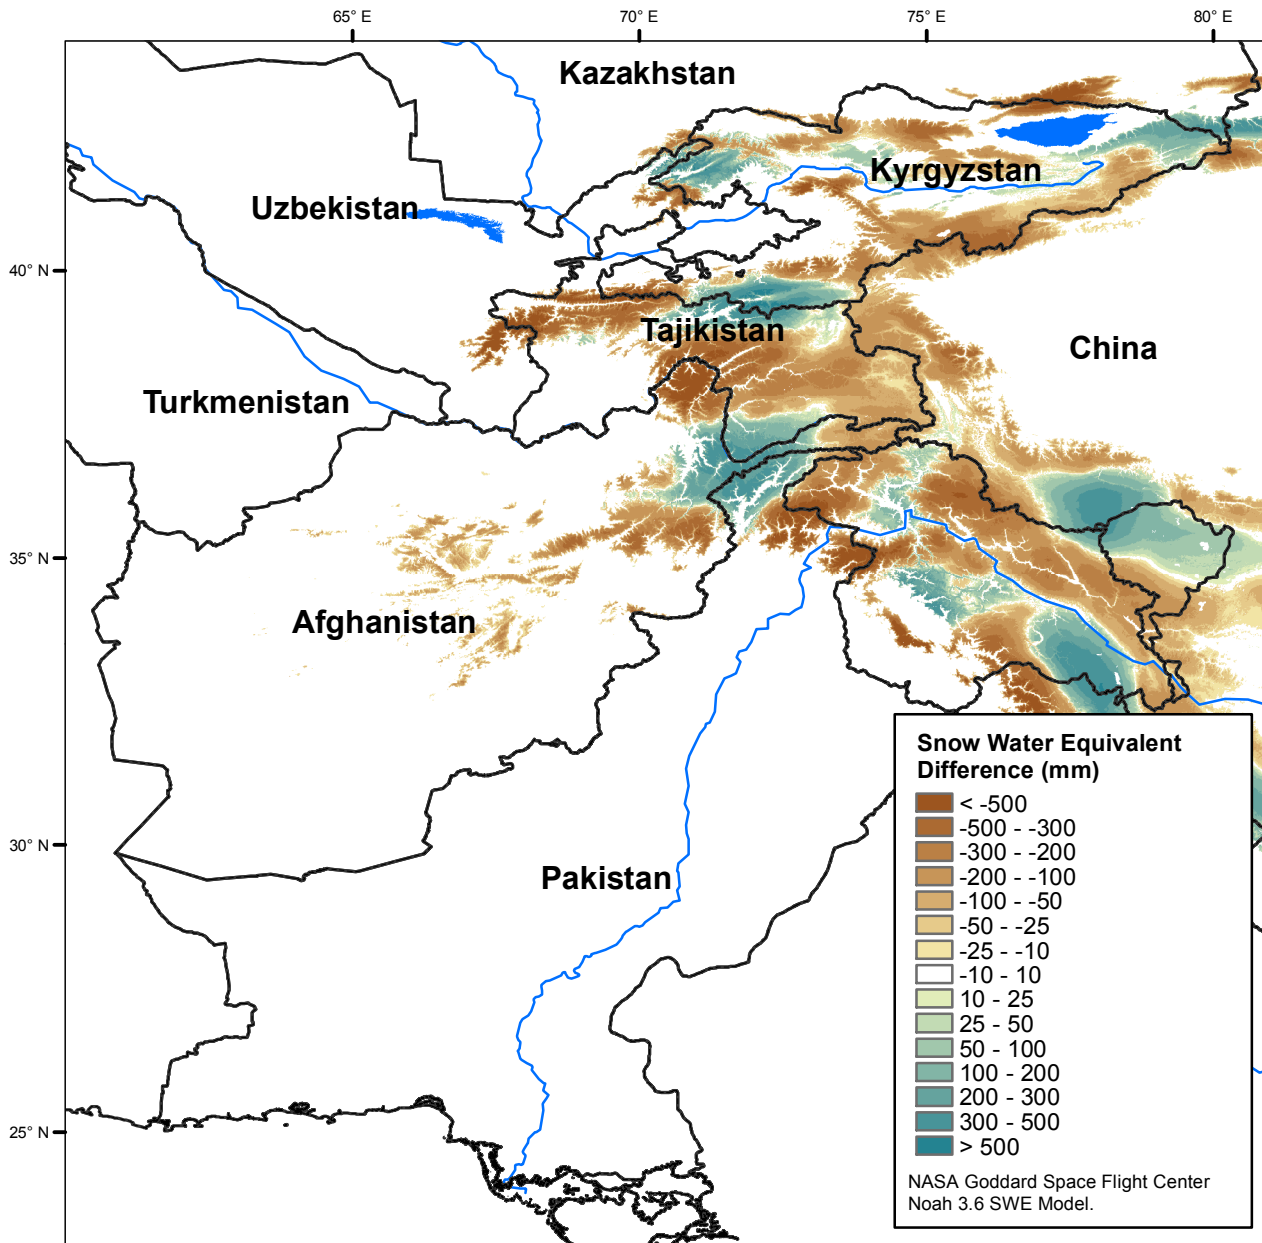 65° E 70° E 75° E 80° E
Kazakhstan
Kyrgyzstan
Uzbekistan
40° N
Tajikistan
China
Turkmenistan
35° N
Afghanistan
Snow Water Equivalent
Difference (mm)
< -500
-500 - -300
-300 - -200
-200 - -100
-100 - -50
-50 - -25
-25 - -10
-10 - 10
10 - 25
25 - 50
50 - 100
100 - 200
200 - 300
300 - 500
> 500
NASA Goddard Space Flight Center
Noah 3.6 SWE Model.
30° N
Pakistan
25° N